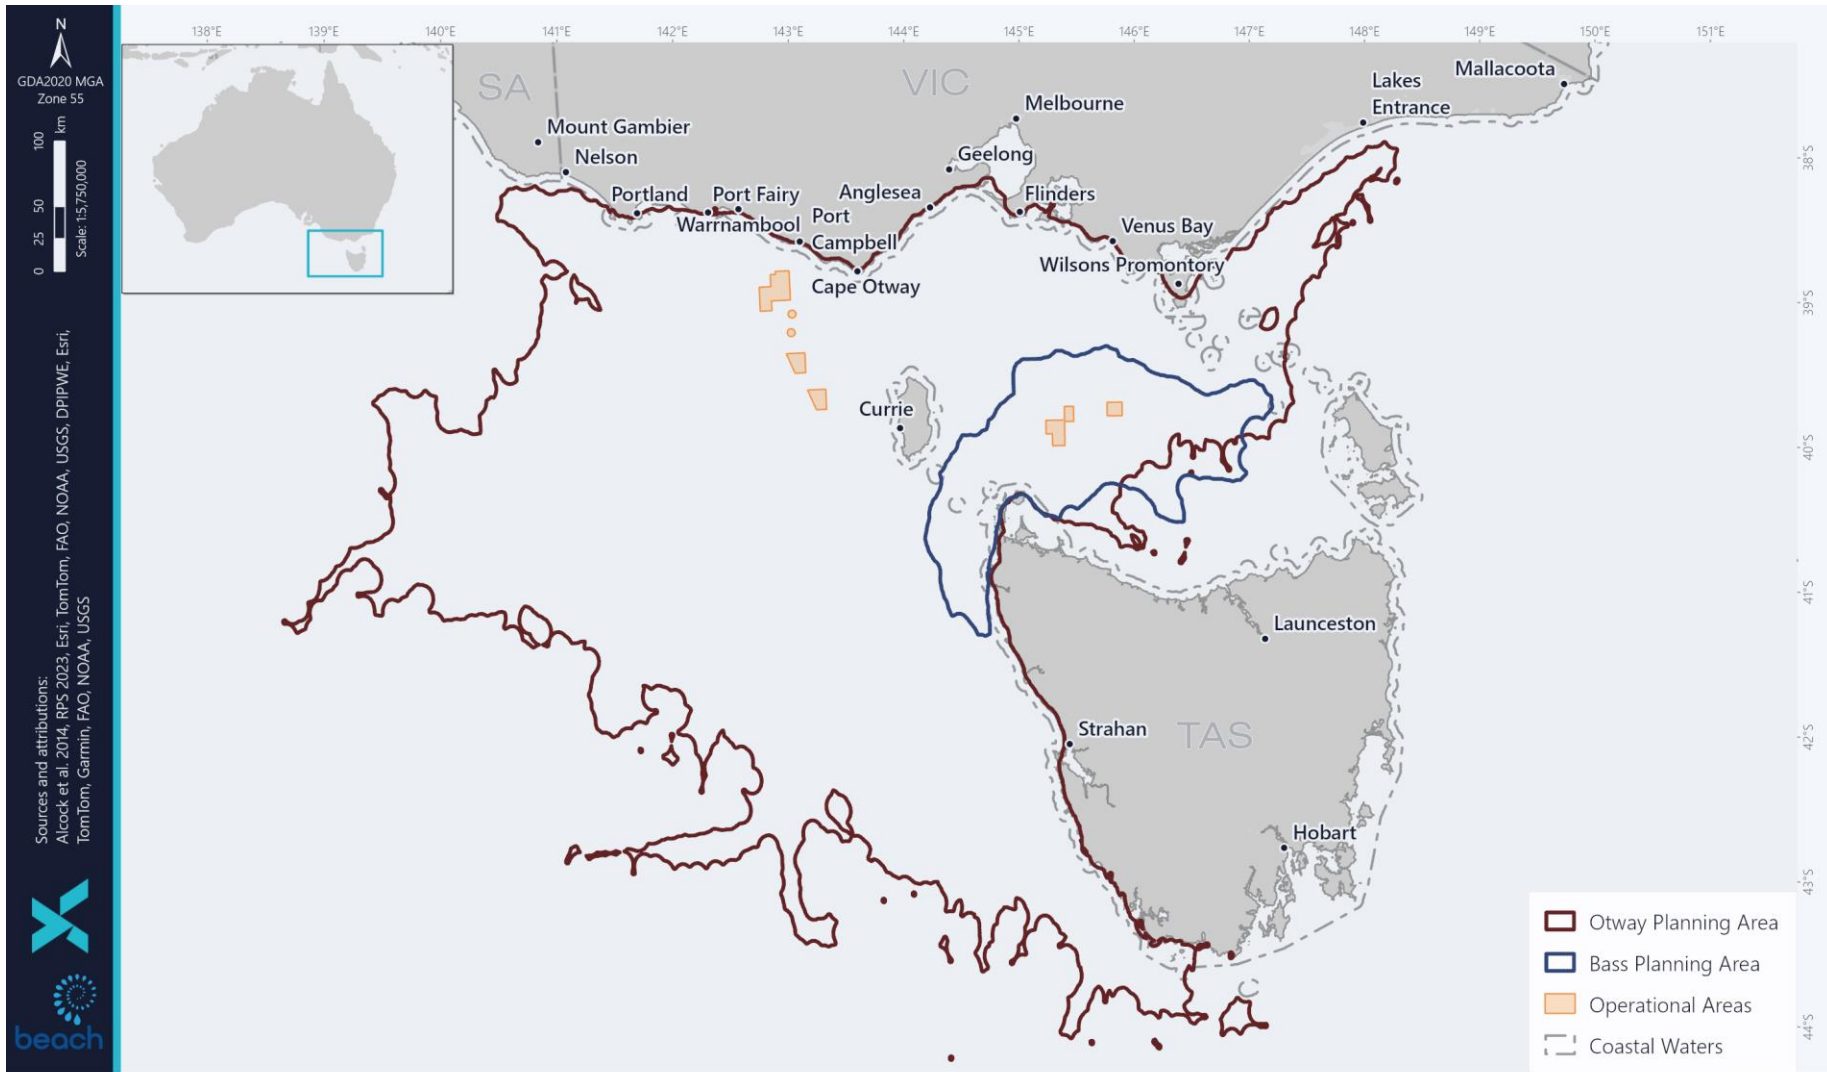 138°S
139°S
140°S
141°S
142°S
143°S
144°S
145°S
146°S
147°S
148°S
149°S
150°S
151°S
N
GDA2020 MGA
Zone 55
0 25 50 100 km
Scale: 1:5,750,000
Sources and attributions:
Alcock et al. 2014, RPS 2023, Esri, TomTom, FAO, NOAA, USGS, DPIPWE, Esri,
TomTom, Garmin, FAO, NOAA, USGS
beach
SA
VIC
Mallacoota
Lakes
Entrance
Melbourne
Mount Gambier
Nelson
Geelong
Portland
Port Fairy
Anglesea
Flinders
Warrnambool
Port
Campbell
Venus Bay
Wilsons Promontory
Cape Otway
Currie
Launceston
Strahan
TAS
Hobart
38°S
39°S
40°S
41°S
42°S
43°S
44°S
Otway Planning Area
Bass Planning Area
Operational Areas
Coastal Waters